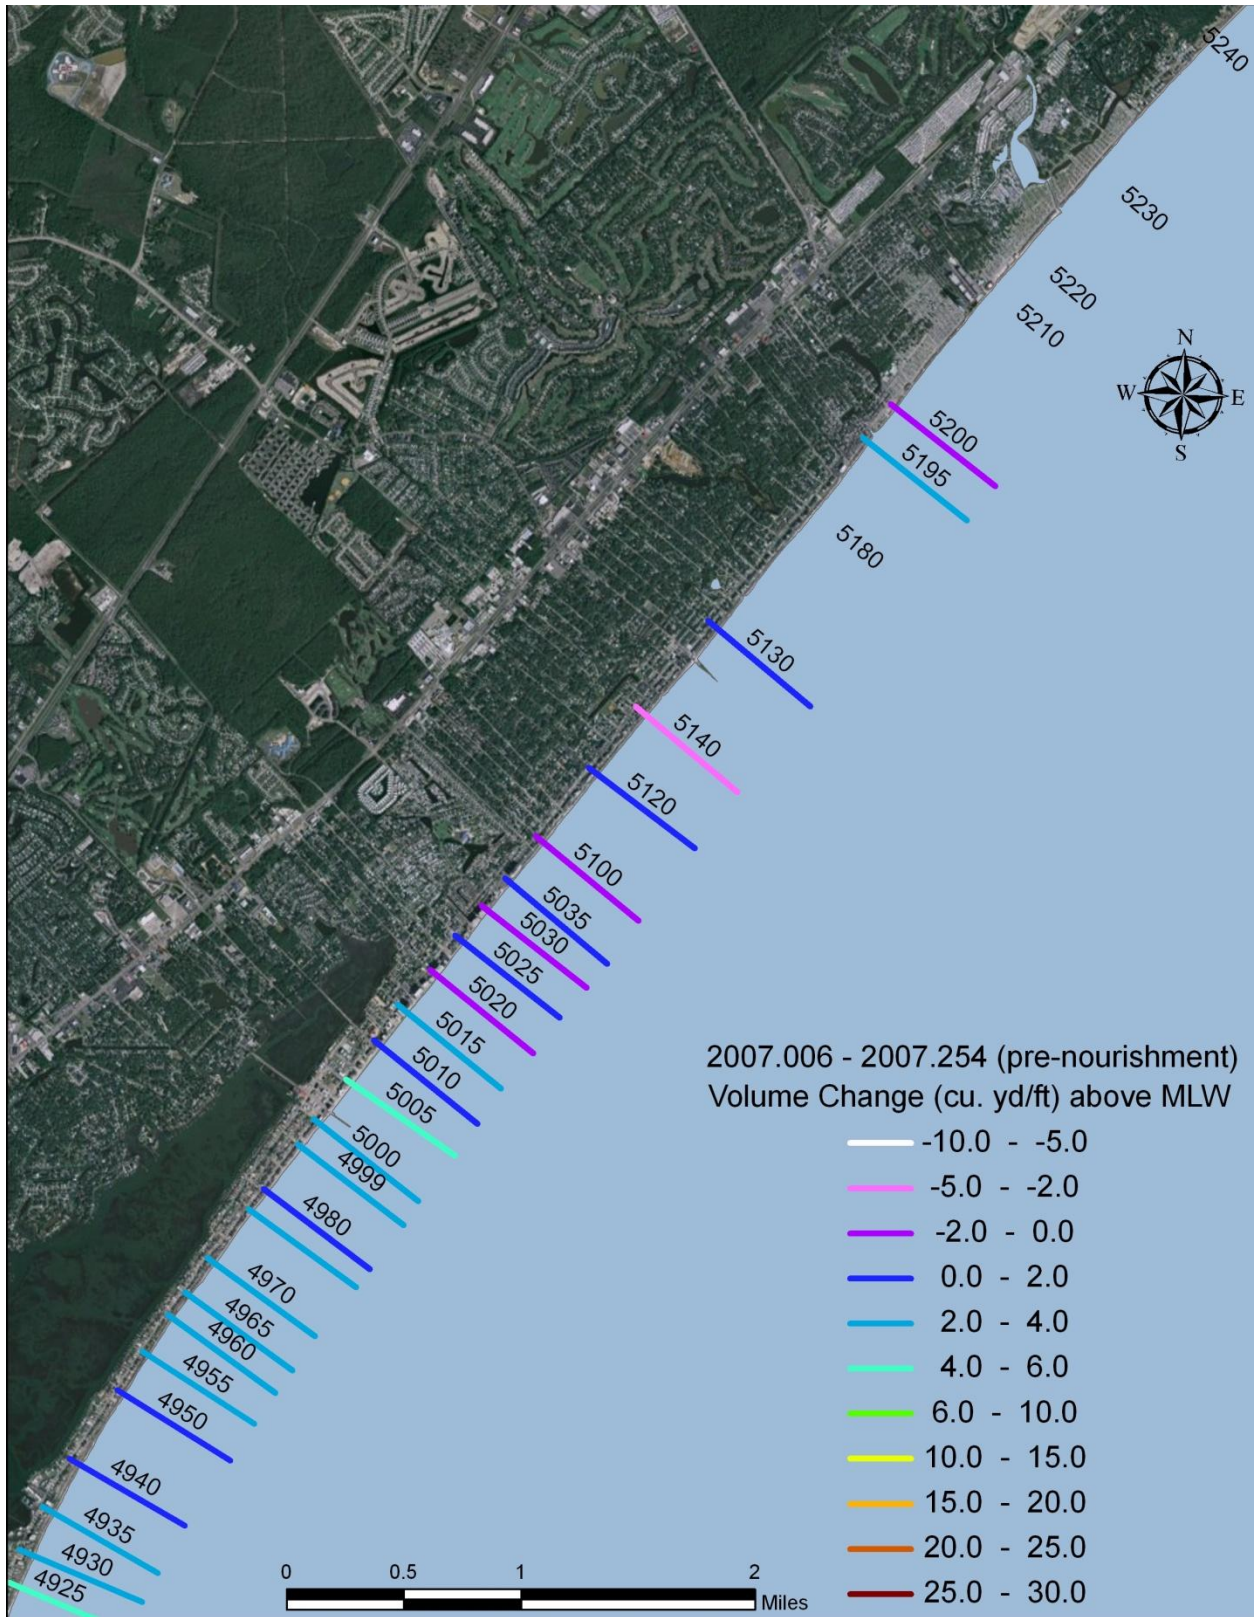 5240
5230
5220
5210
N
W E
S
5200
5195
5180
5130
5140
5120
5100
5035
5030
5025
5020
5015
5010
5005
5000
4999
4980
4970
4965
4960
4955
4950
4940
4935
4930
4925
2007.006 - 2007.254 (pre-nourishment)
Volume Change (cu. yd/ft) above MLW
-10.0 - -5.0
-5.0 - -2.0
-2.0 - 0.0
0.0 - 2.0
2.0 - 4.0
4.0 - 6.0
6.0 - 10.0
10.0 - 15.0
15.0 - 20.0
20.0 - 25.0
25.0 - 30.0
0 0.5 1 2
Miles